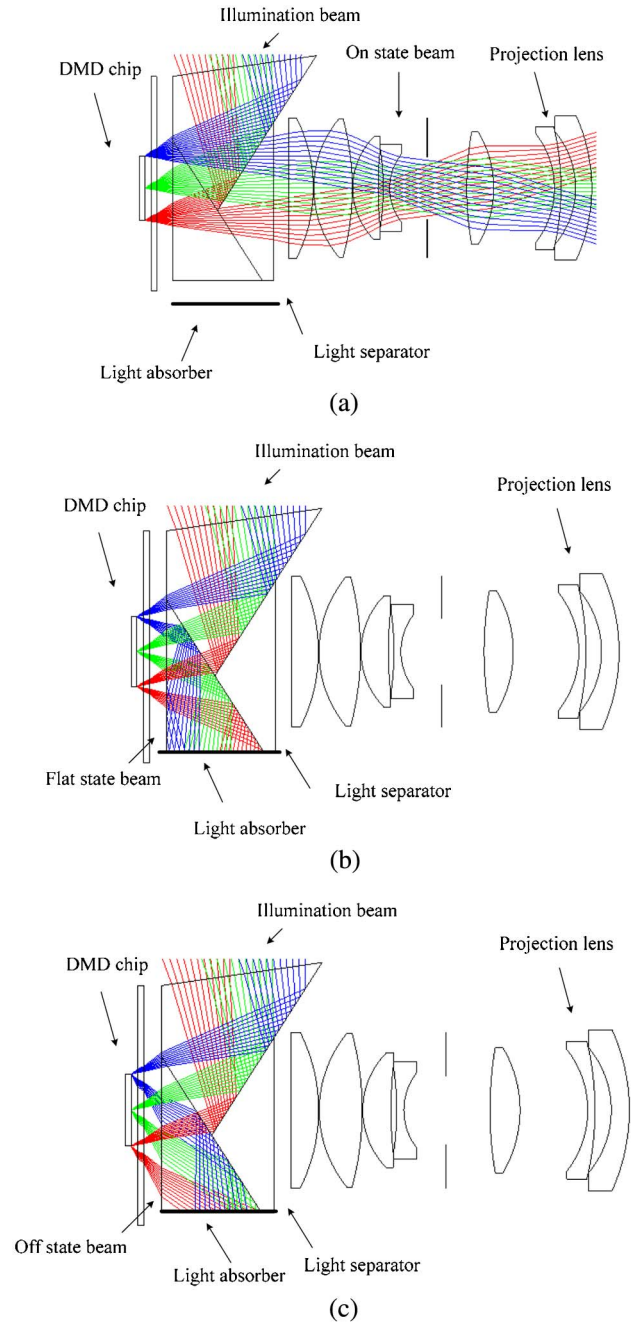 Illumination beam
DMD chip
On state beam
Projection lens
Light separator
Light absorber
(a)
Illumination beam
DMD chip
Projection lens
Flat state beam
Light separator
Light absorber
(b)
Illumination beam
DMD chip
Projection lens
Off state beam
Light separator
Light absorber
(c)